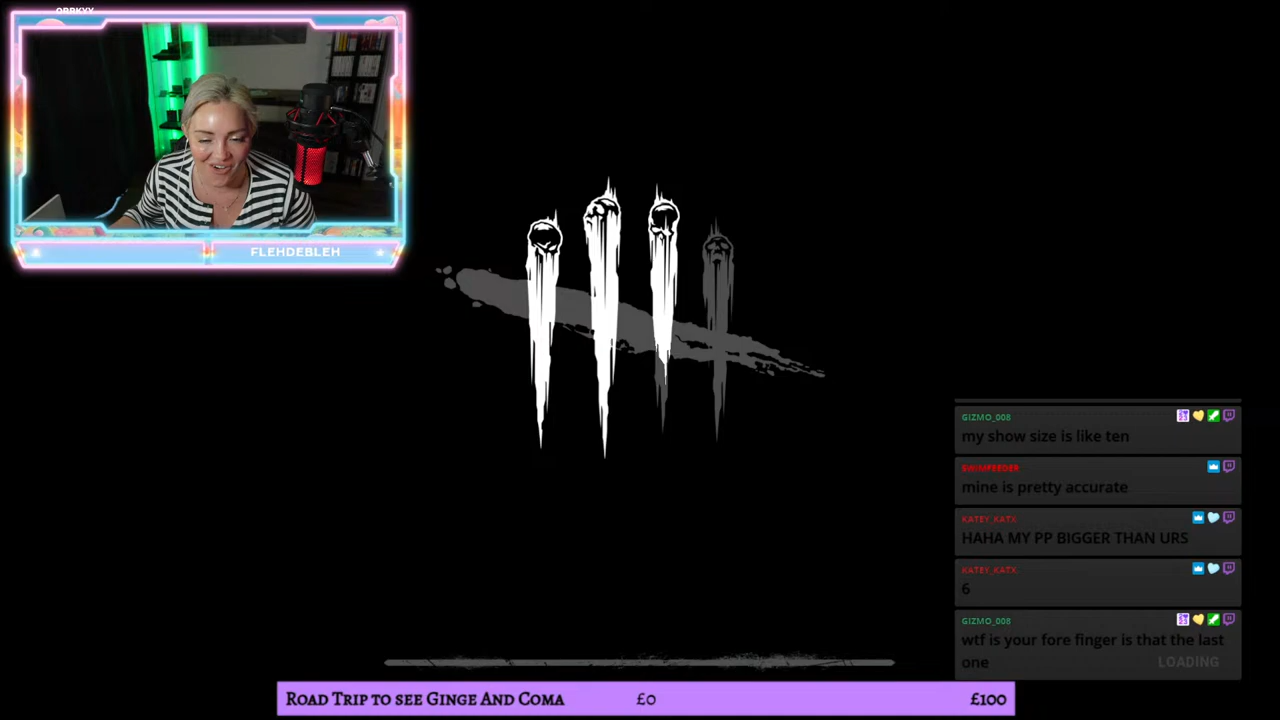 OBRKYY
FLEHDEBLEH
GIZMO_008
my show size is like ten
SWIMFEEDER
mine is pretty accurate
KATEY_KATX
HAHA MY PP BIGGER THAN URS
KATEY_KATX
6
GIZMO_008
wtf is your fore finger is that the last
one
LOADING
Road Trip to see Ginge And Coma £0 £100